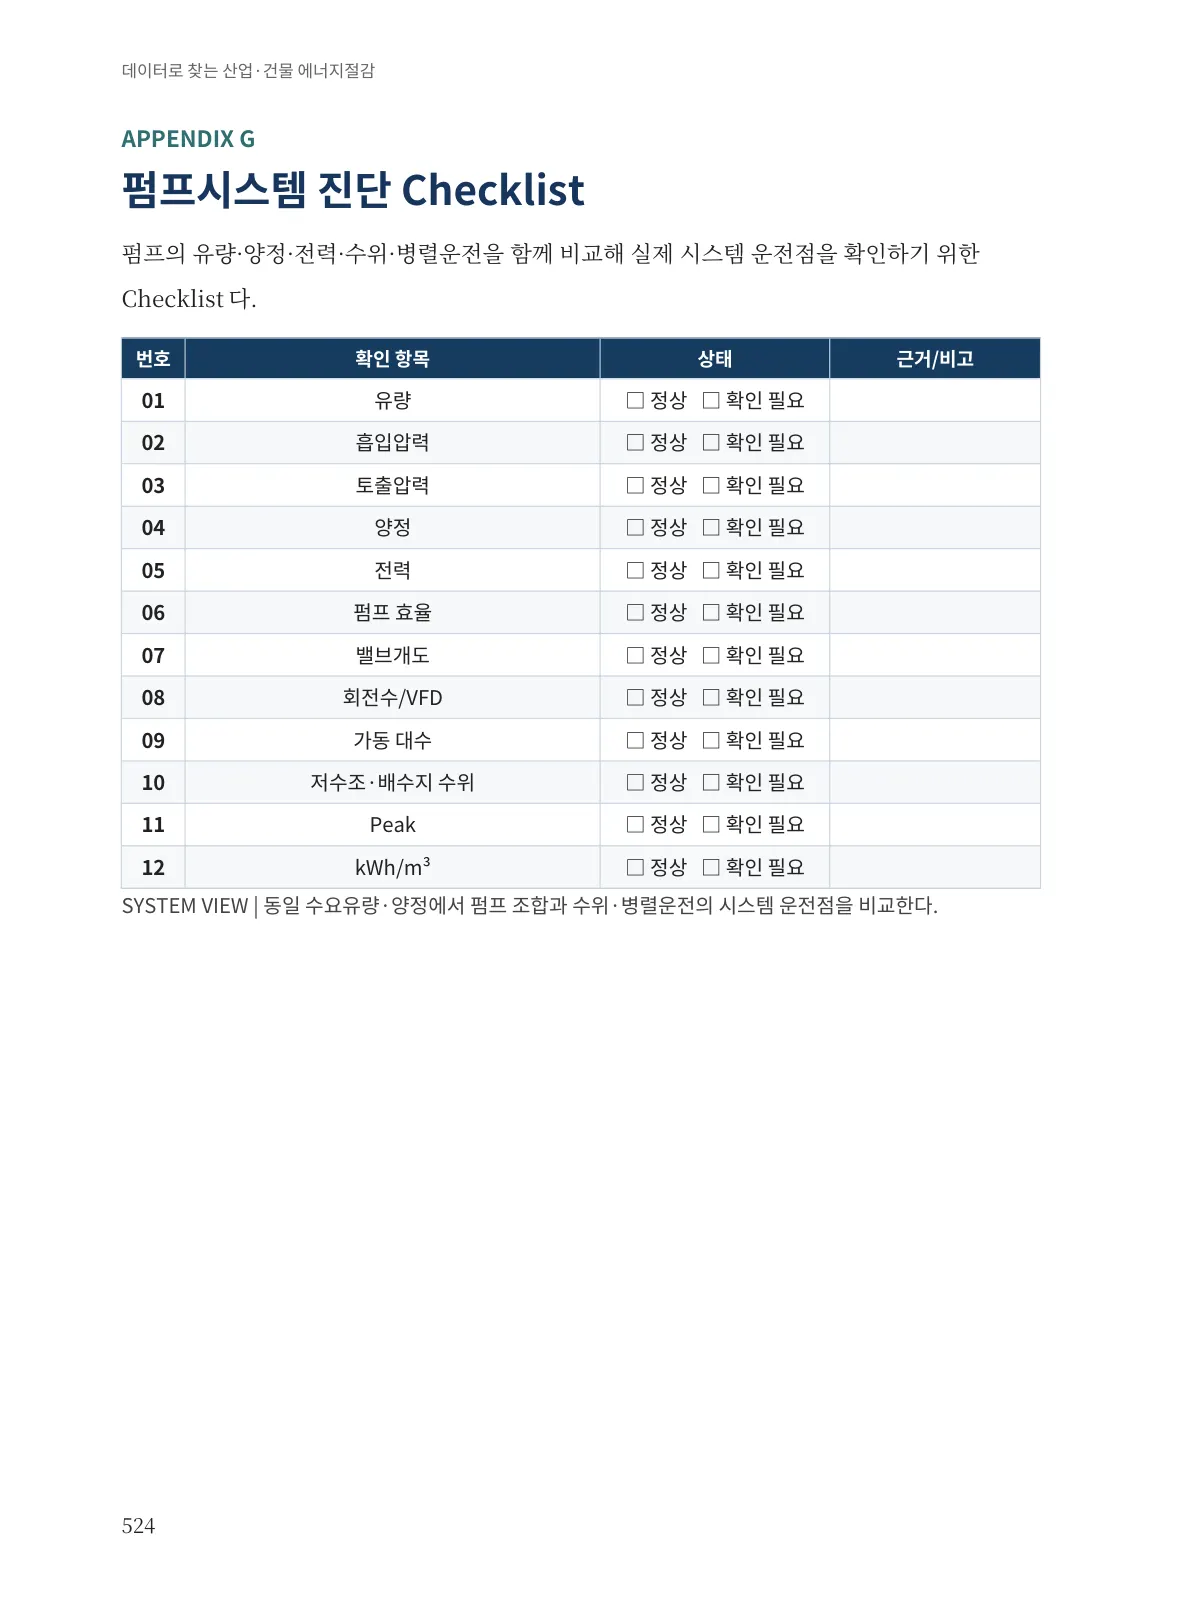 데이터로 찾는 산업·건물 에너지절감
APPENDIX G
펌프시스템 진단 Checklist
펌프의 유량·양정·전력·수위·병렬운전을 함께 비교해 실제 시스템 운전점을 확인하기 위한
Checklist 다.
번호 확인 항목 상태 근거/비고
01 유량 □ 정상 □ 확인 필요
02 흡입압력 □ 정상 □ 확인 필요
03 토출압력 □ 정상 □ 확인 필요
04 양정 □ 정상 □ 확인 필요
05 전력 □ 정상 □ 확인 필요
06 펌프 효율 □ 정상 □ 확인 필요
07 밸브개도 □ 정상 □ 확인 필요
08 회전수/VFD □ 정상 □ 확인 필요
09 가동 대수 □ 정상 □ 확인 필요
10 저수조·배수지 수위 □ 정상 □ 확인 필요
11 Peak □ 정상 □ 확인 필요
12 kWh/m³ □ 정상 □ 확인 필요
SYSTEM VIEW | 동일 수요유량·양정에서 펌프 조합과 수위·병렬운전의 시스템 운전점을 비교한다.
524